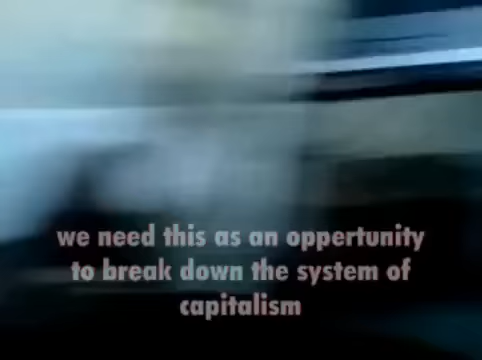 we need this as an oppertunity
to break down the system of
capitalism